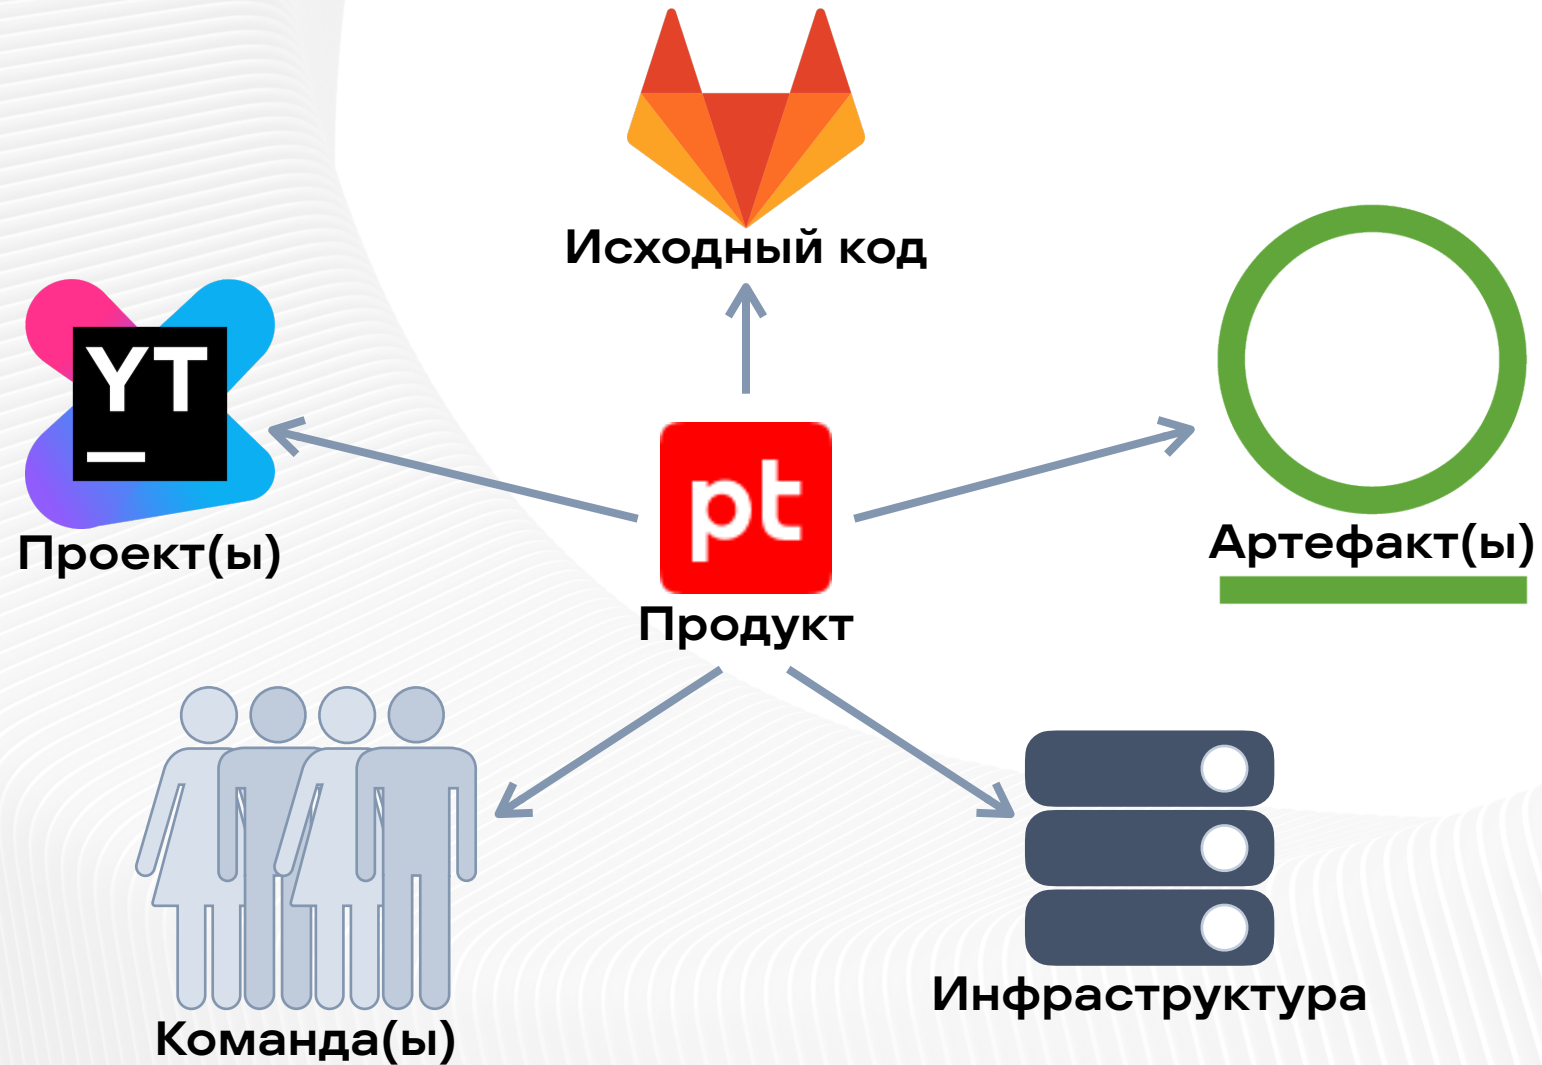 Исходный код
YT
Проект(ы)
pt
Продукт
Артефакт(ы)
Команда(ы)
Инфраструктура